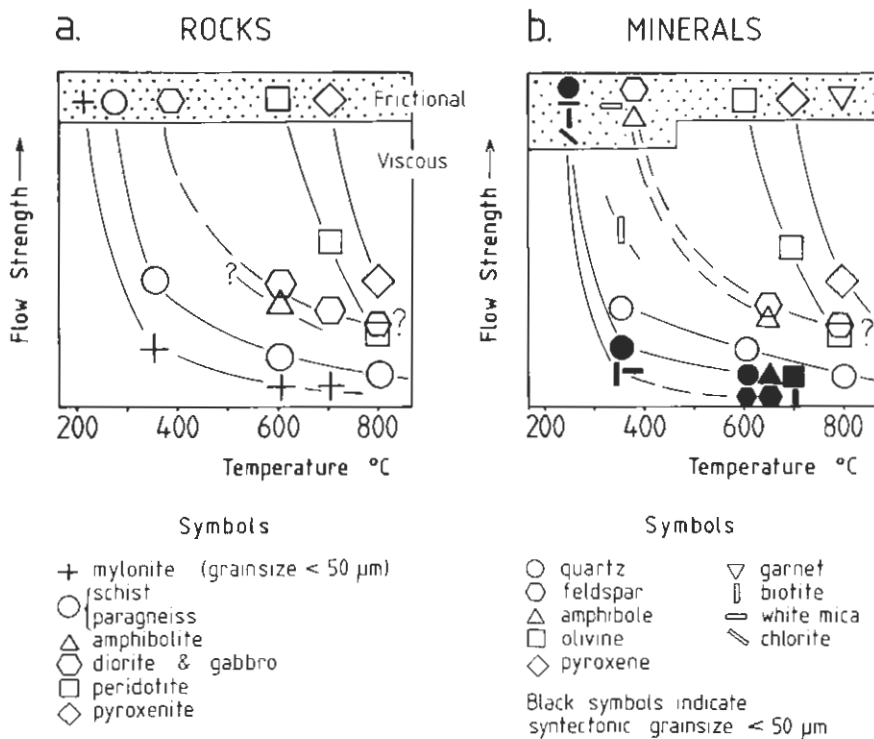 a. ROCKS
Frictional
Viscous
Flow Strength
?
?
200 400 600 800
Temperature °C
Symbols
mylonite (grainsize < 50 µm)
schist
paragneiss
amphibolite
diorite & gabbro
peridotite
pyroxenite
b. MINERALS
Flow Strength
?
200 400 600 800
Temperature °C
Symbols
quartz
feldspar
amphibole
olivine
pyroxene
garnet
biotite
white mica
chlorite
Black symbols indicate
syntectonic grainsize < 50 µm